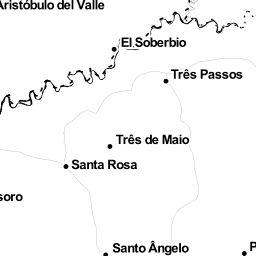 Aristóbulo del Valle
El Soberbio
Três Passos
Três de Maio
Santa Rosa
soro
Santo Ângelo
P